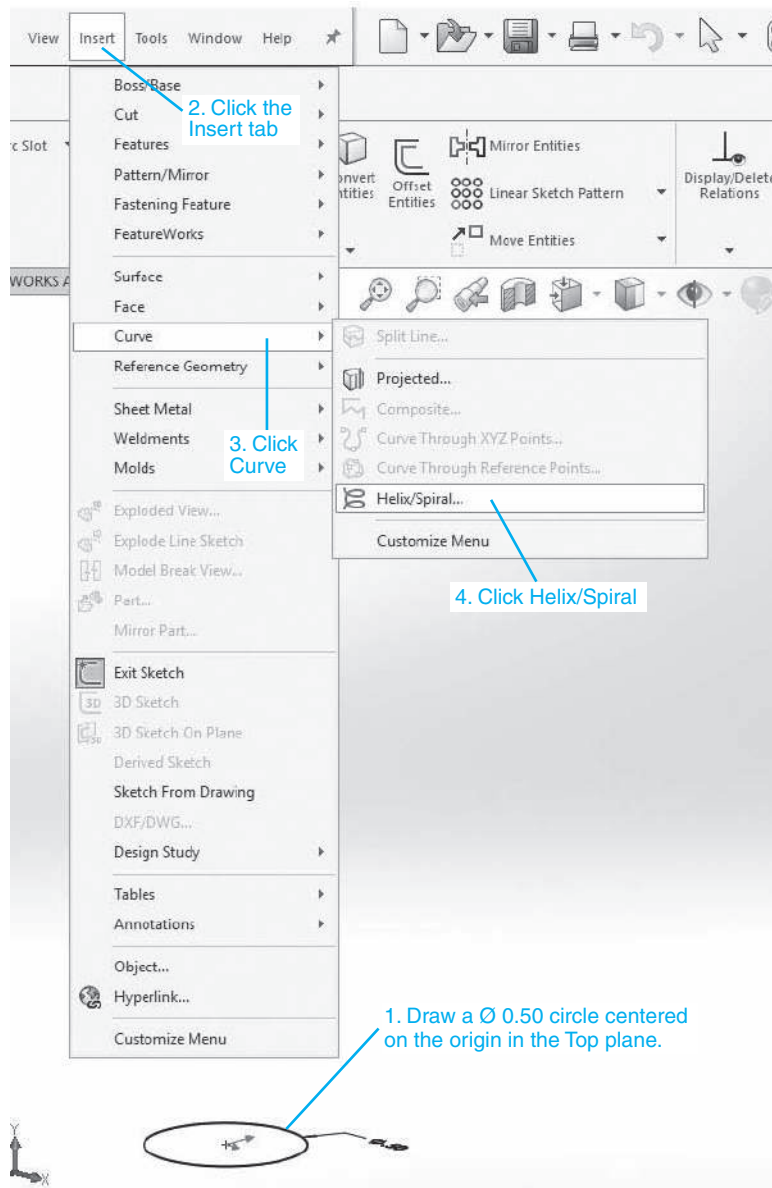 View Insert Tools Window Help
Boss/Base
Cut
2. Click the
Insert tab
Features
Pattern/Mirror
Fastening Feature
FeatureWorks
Surface
Face
Curve
Reference Geometry
Sheet Metal
Weldments
Molds
3. Click
Curve
Exploded View...
Explode Line Sketch
Model Break View...
Part...
Mirror Part...
Exit Sketch
3D 3D Sketch
3D Sketch On Plane
Derived Sketch
Sketch From Drawing
DXF/DWG...
Design Study
Tables
Annotations
Object...
Hyperlink...
Customize Menu
c Slot
WORKS A
onvert
ntities
Offset
Entities
Mirror Entities
Linear Sketch Pattern
Move Entities
Display/Delete
Relations
Split Line...
Projected...
Composite...
Curve Through XYZ Points...
Curve Through Reference Points...
Helix/Spiral...
Customize Menu
4. Click Helix/Spiral
1. Draw a Ø 0.50 circle centered
on the origin in the Top plane.
Y
X